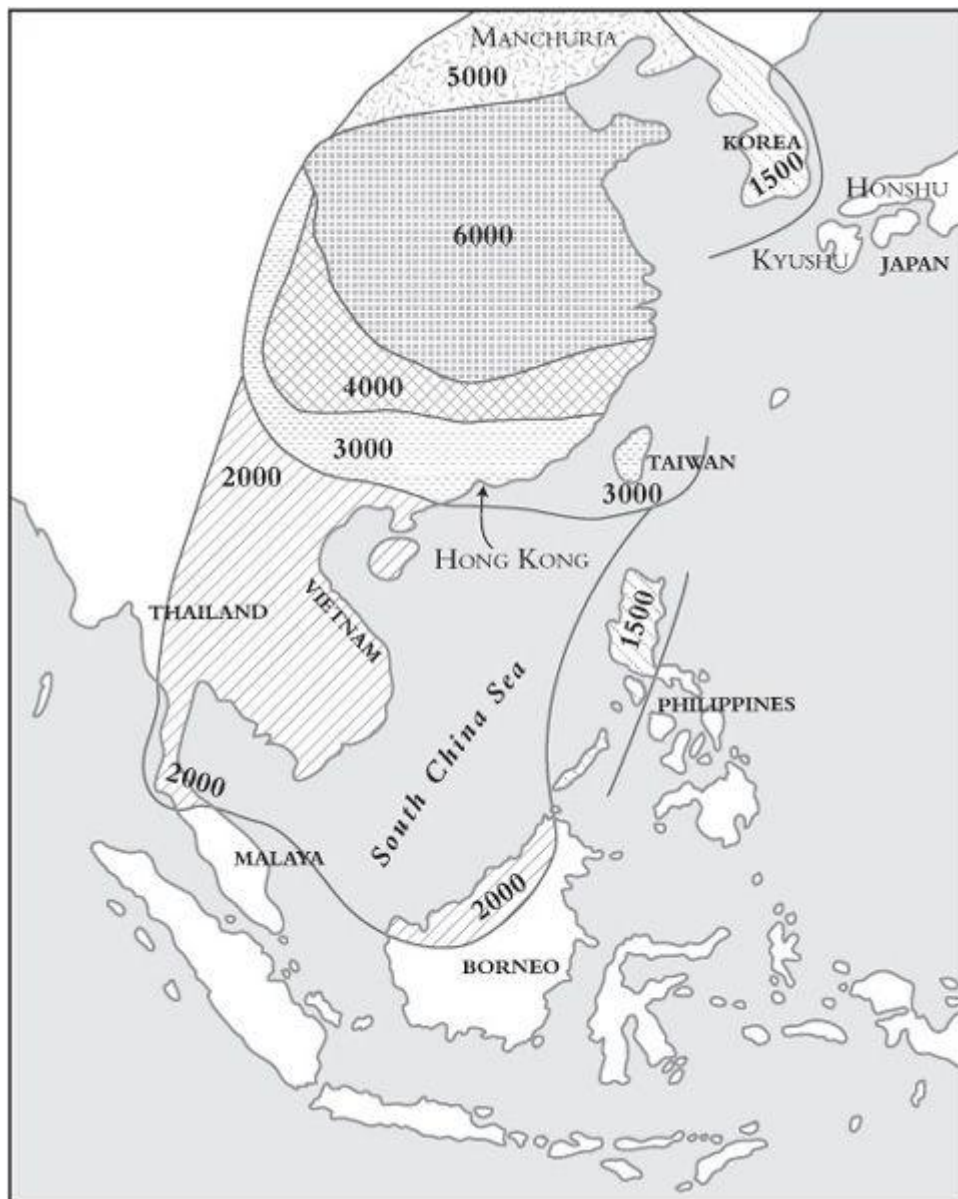 MANCHURIA
5000
KOREA
1500
HONSHU
6000
KYUSHU
JAPAN
4000
3000
2000
TAIWAN
3000
HONG KONG
THAILAND
VIETNAM
1500
South China Sea
PHILIPPINES
2000
MALAYA
2000
BORNEO